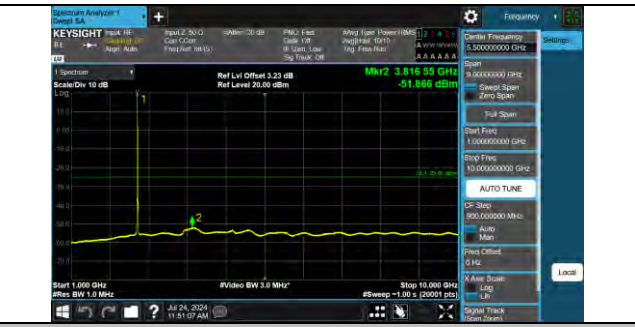 Spectrum Analyzer 1
Swept SA
+
Frequency
KEYSIGHT
Input: RF
Input Z: 50 Ω
Atten: 30 dB
PNO: Fast
Avg Type: Power (RMS)
Align: Auto
Corr CCorr
Gate: Off
Avg|Hold: 10/10
IF Gain: Low
Trig: Free Run
Sig Track: Off
A A A A A A
LW
Center Frequency
5.500000000 GHz
Settings
Span
9.00000000 GHz
Swept Span
Zero Span
Full Span
Start Freq
1.000000000 GHz
Stop Freq
10.000000000 GHz
AUTO TUNE
CF Step
900.000000 MHz
Auto
Man
Freq Offset
0 Hz
X Axis Scale
Log
Lin
Signal Track
(Span Zoom)
Local
1 Spectrum
Scale/Div 10 dB
Log
Ref Lvl Offset 3.23 dB
Ref Level 20.00 dBm
Mkr2 3.816 55 GHz
-51.866 dBm
1
2
Start 1.000 GHz
#Res BW 1.0 MHz
#Video BW 3.0 MHz*
Stop 10.000 GHz
#Sweep ~1.00 s (20001 pts)
?
Jul 24, 2024
11:51:07 AM